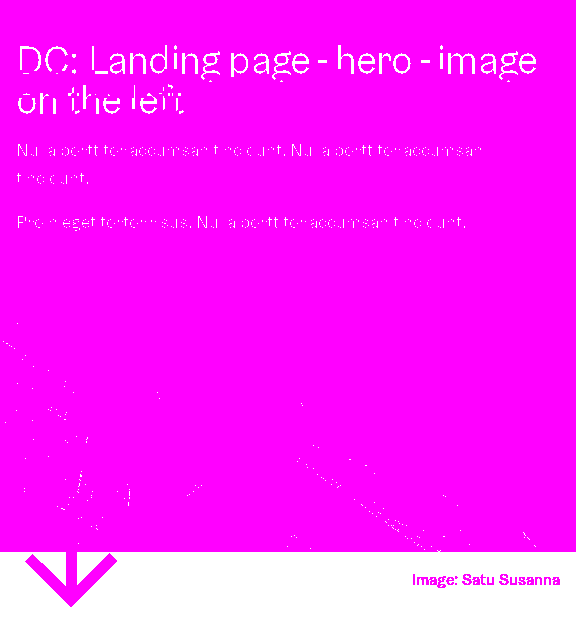 DC: Landing page - hero - image
on the left
Nulla porttitor accumsan tincidunt. Nulla porttitor accumsan
tincidunt.
Proin eget tortor risus. Nulla porttitor accumsan tincidunt.
Image: Satu Susanna